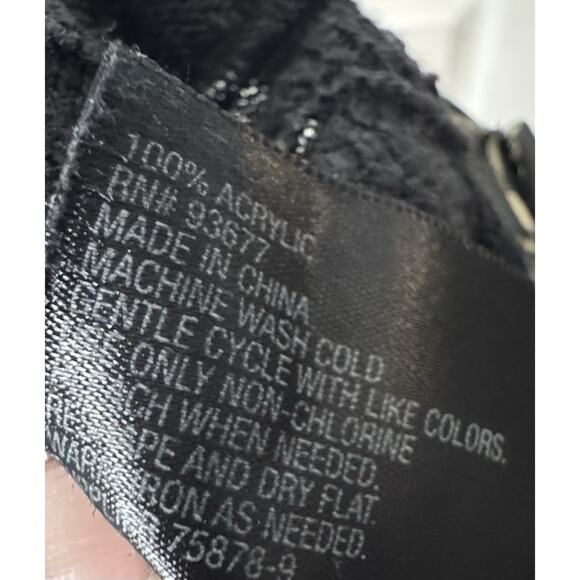 100% ACRYLIC
RN# 93677
MADE IN CHINA
MACHINE WASH COLD
GENTLE CYCLE WITH LIKE COLORS.
ONLY NON-CHLORINE
WHEN NEEDED.
AND DRY FLAT.
IRON AS NEEDED.
75878-9